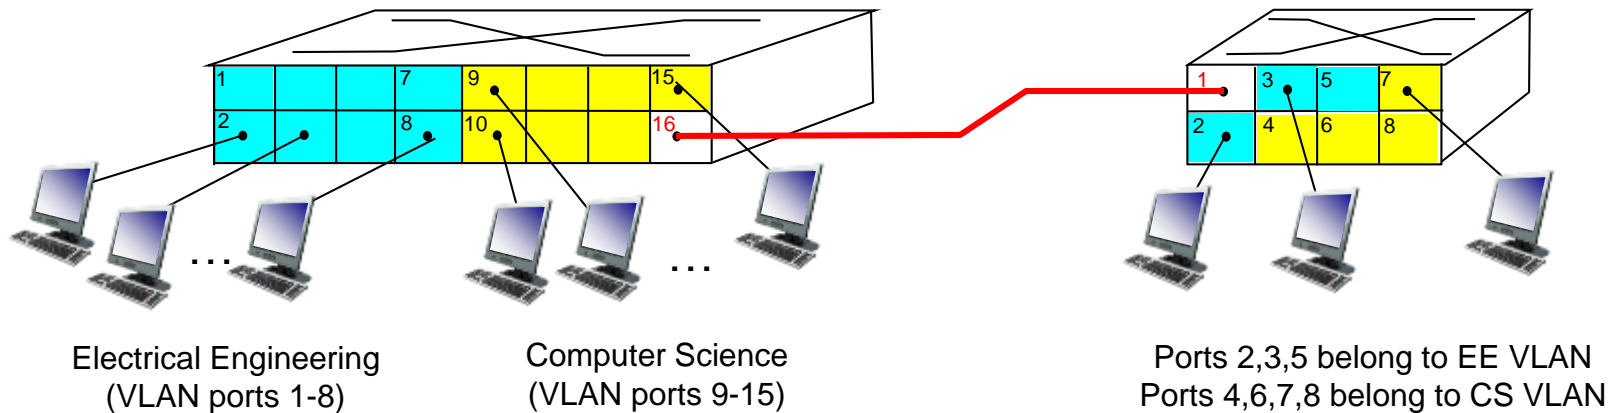 1 7 9 15
2 8 10 16
1 3 5 7
2 4 6 8
...
...
Electrical Engineering
(VLAN ports 1-8)
Computer Science
(VLAN ports 9-15)
Ports 2,3,5 belong to EE VLAN
Ports 4,6,7,8 belong to CS VLAN